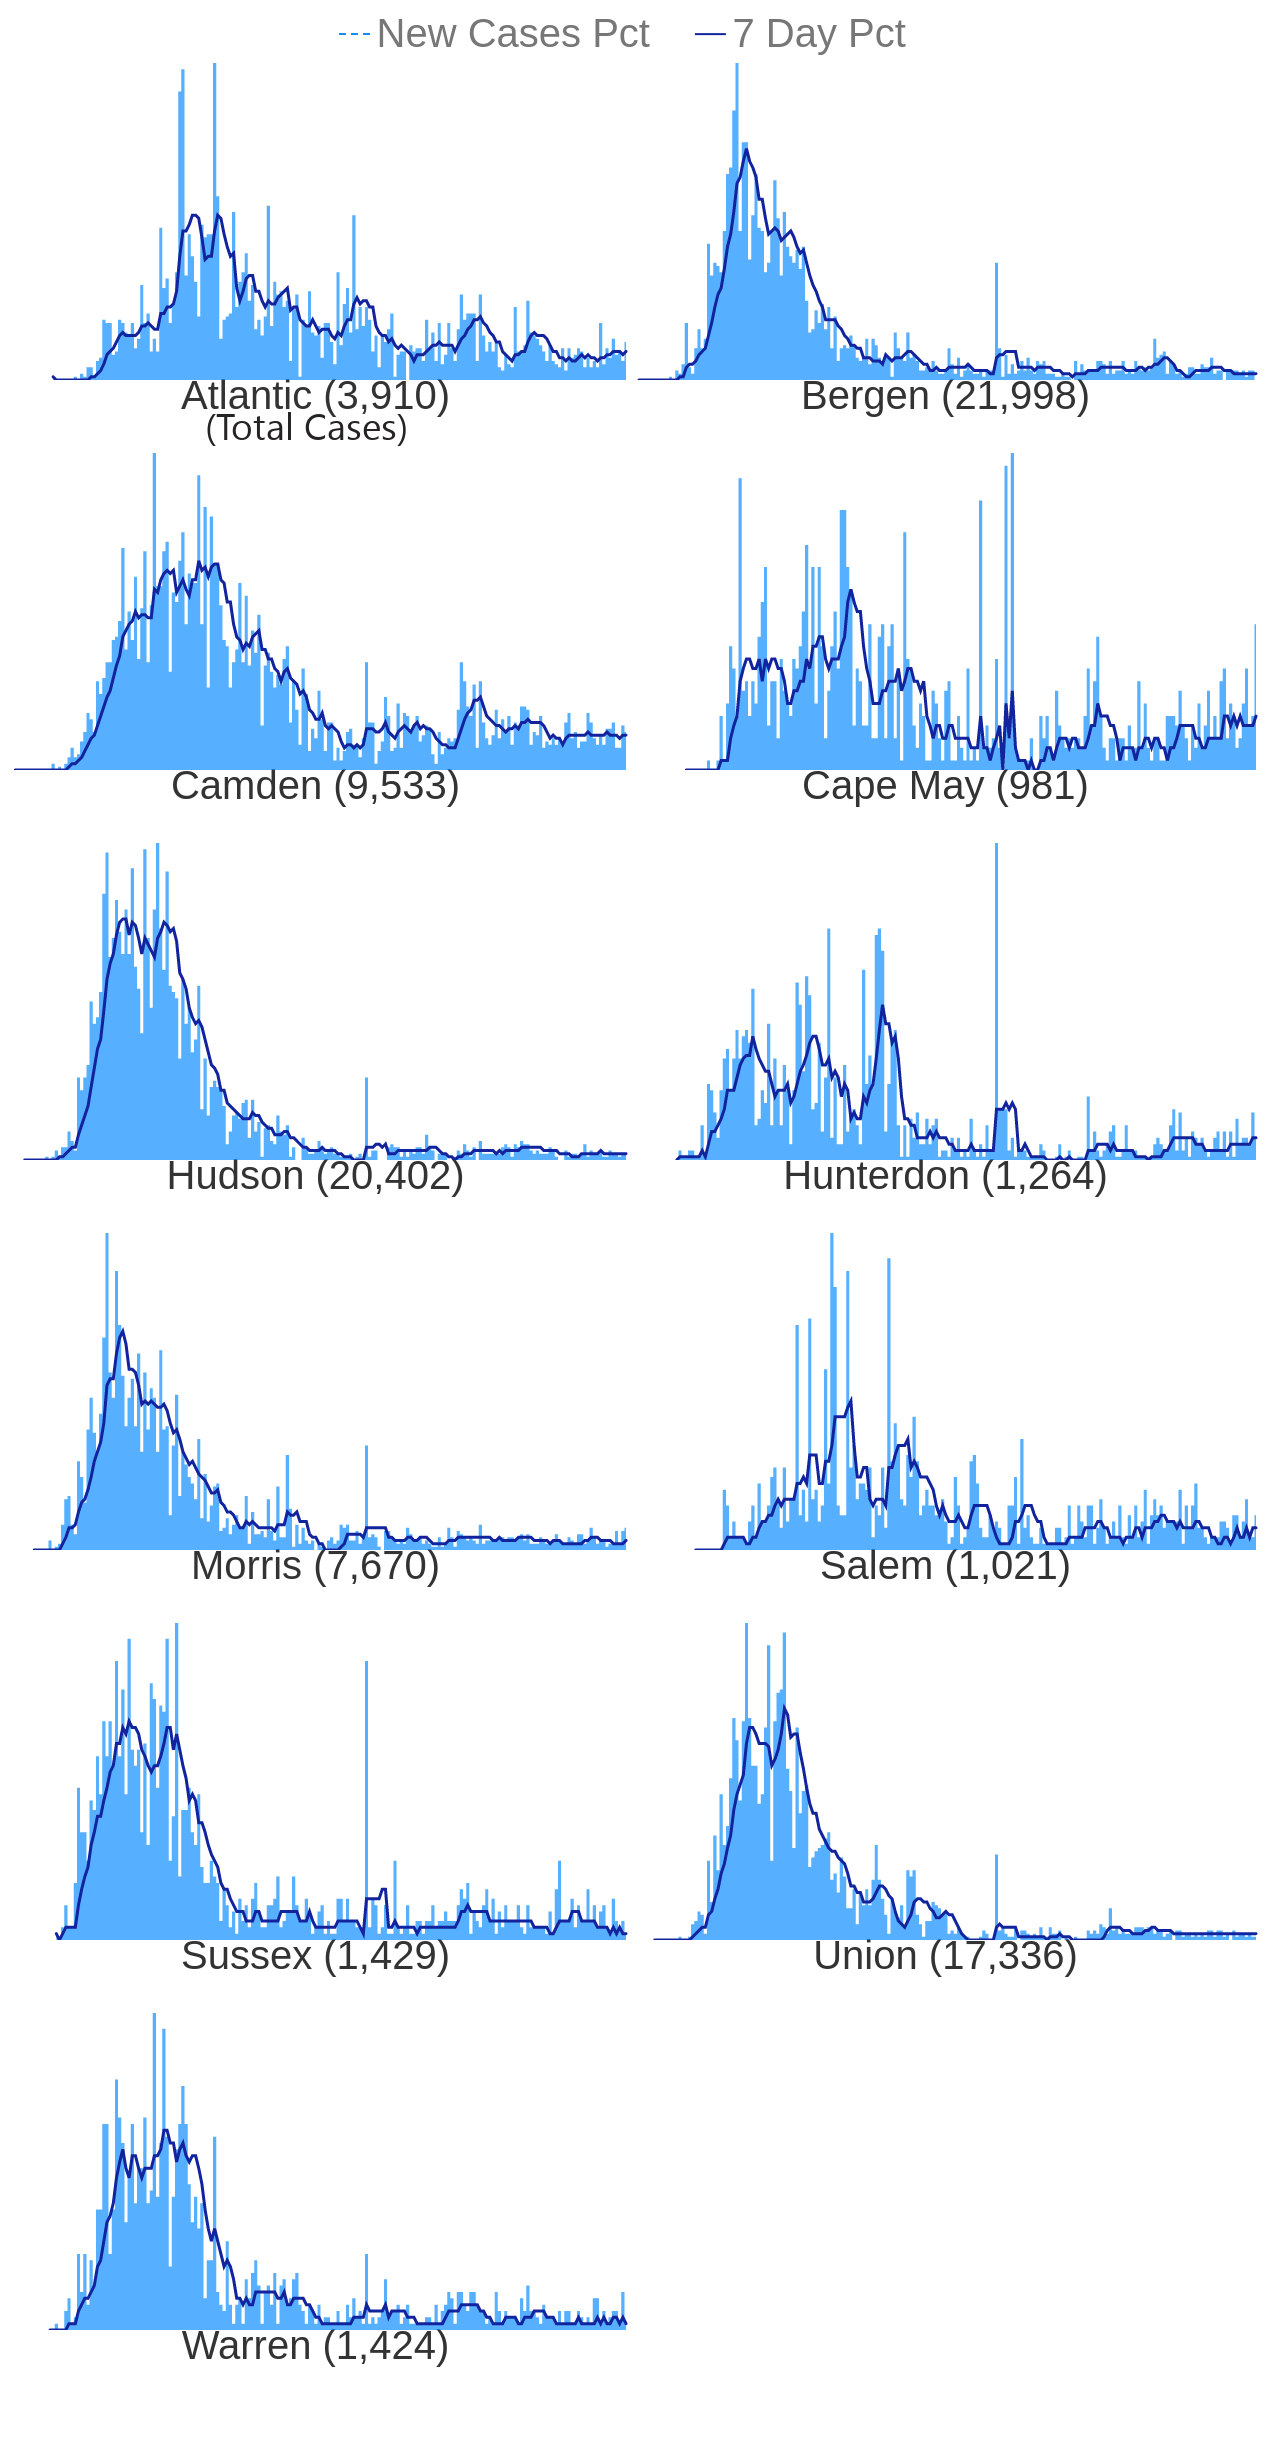 New Cases Pct 7 Day Pct
Atlantic (3,910) Bergen (21,998)
(Total Cases)
Camden (9,533) Cape May (981)
Hudson (20,402) Hunterdon (1,264)
Morris (7,670) Salem (1,021)
Sussex (1,429) Union (17,336)
Warren (1,424)